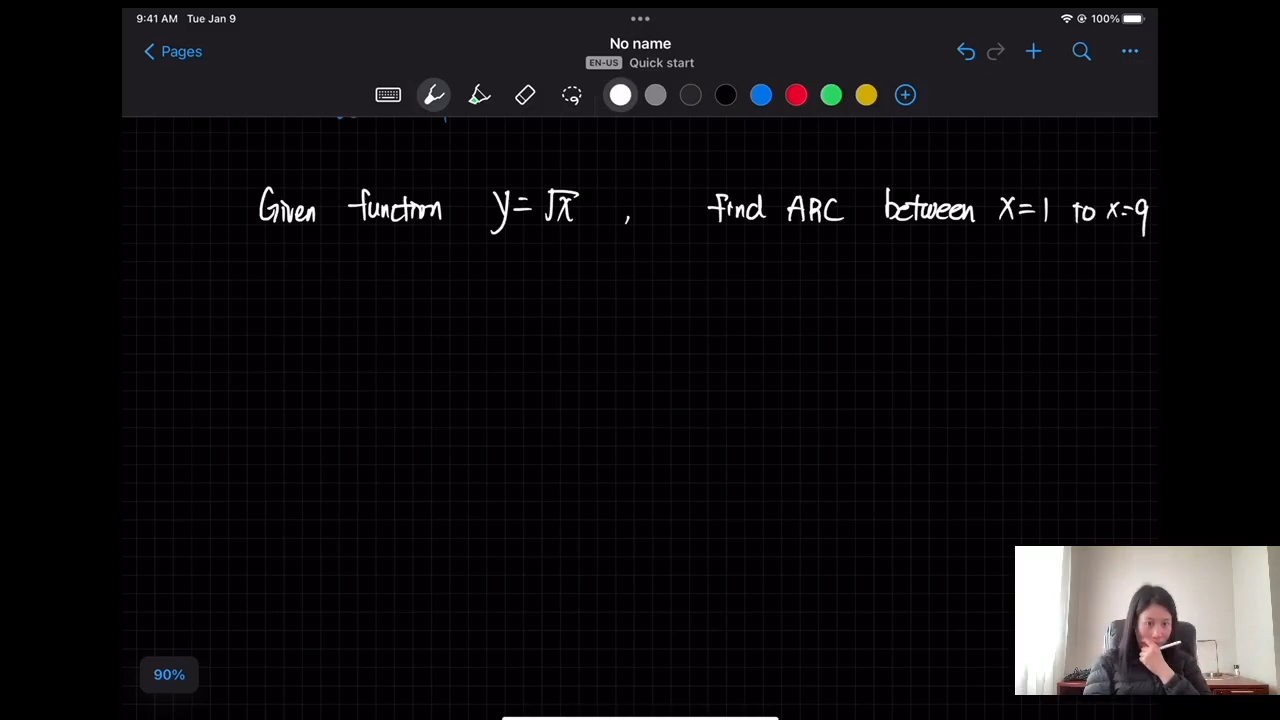 9:41 AM Tue Jan 9
100%
Pages
No name
EN-US Quick start
Given function y = √x , find ARC between x = 1 to x = 9
90%